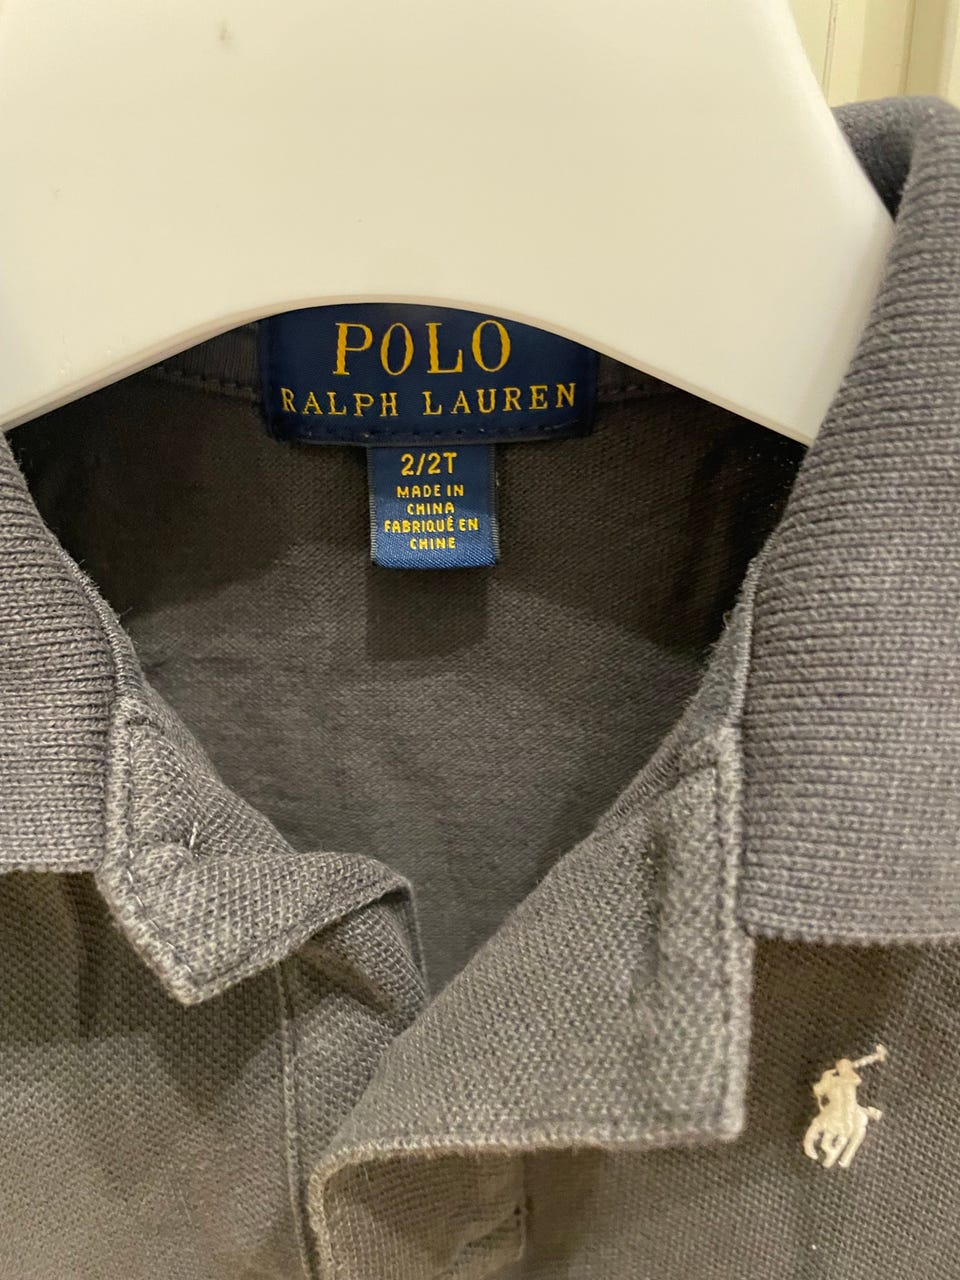 POLO
RALPH LAUREN
2/2T
MADE IN
CHINA
FABRIQUÉ EN
CHINE